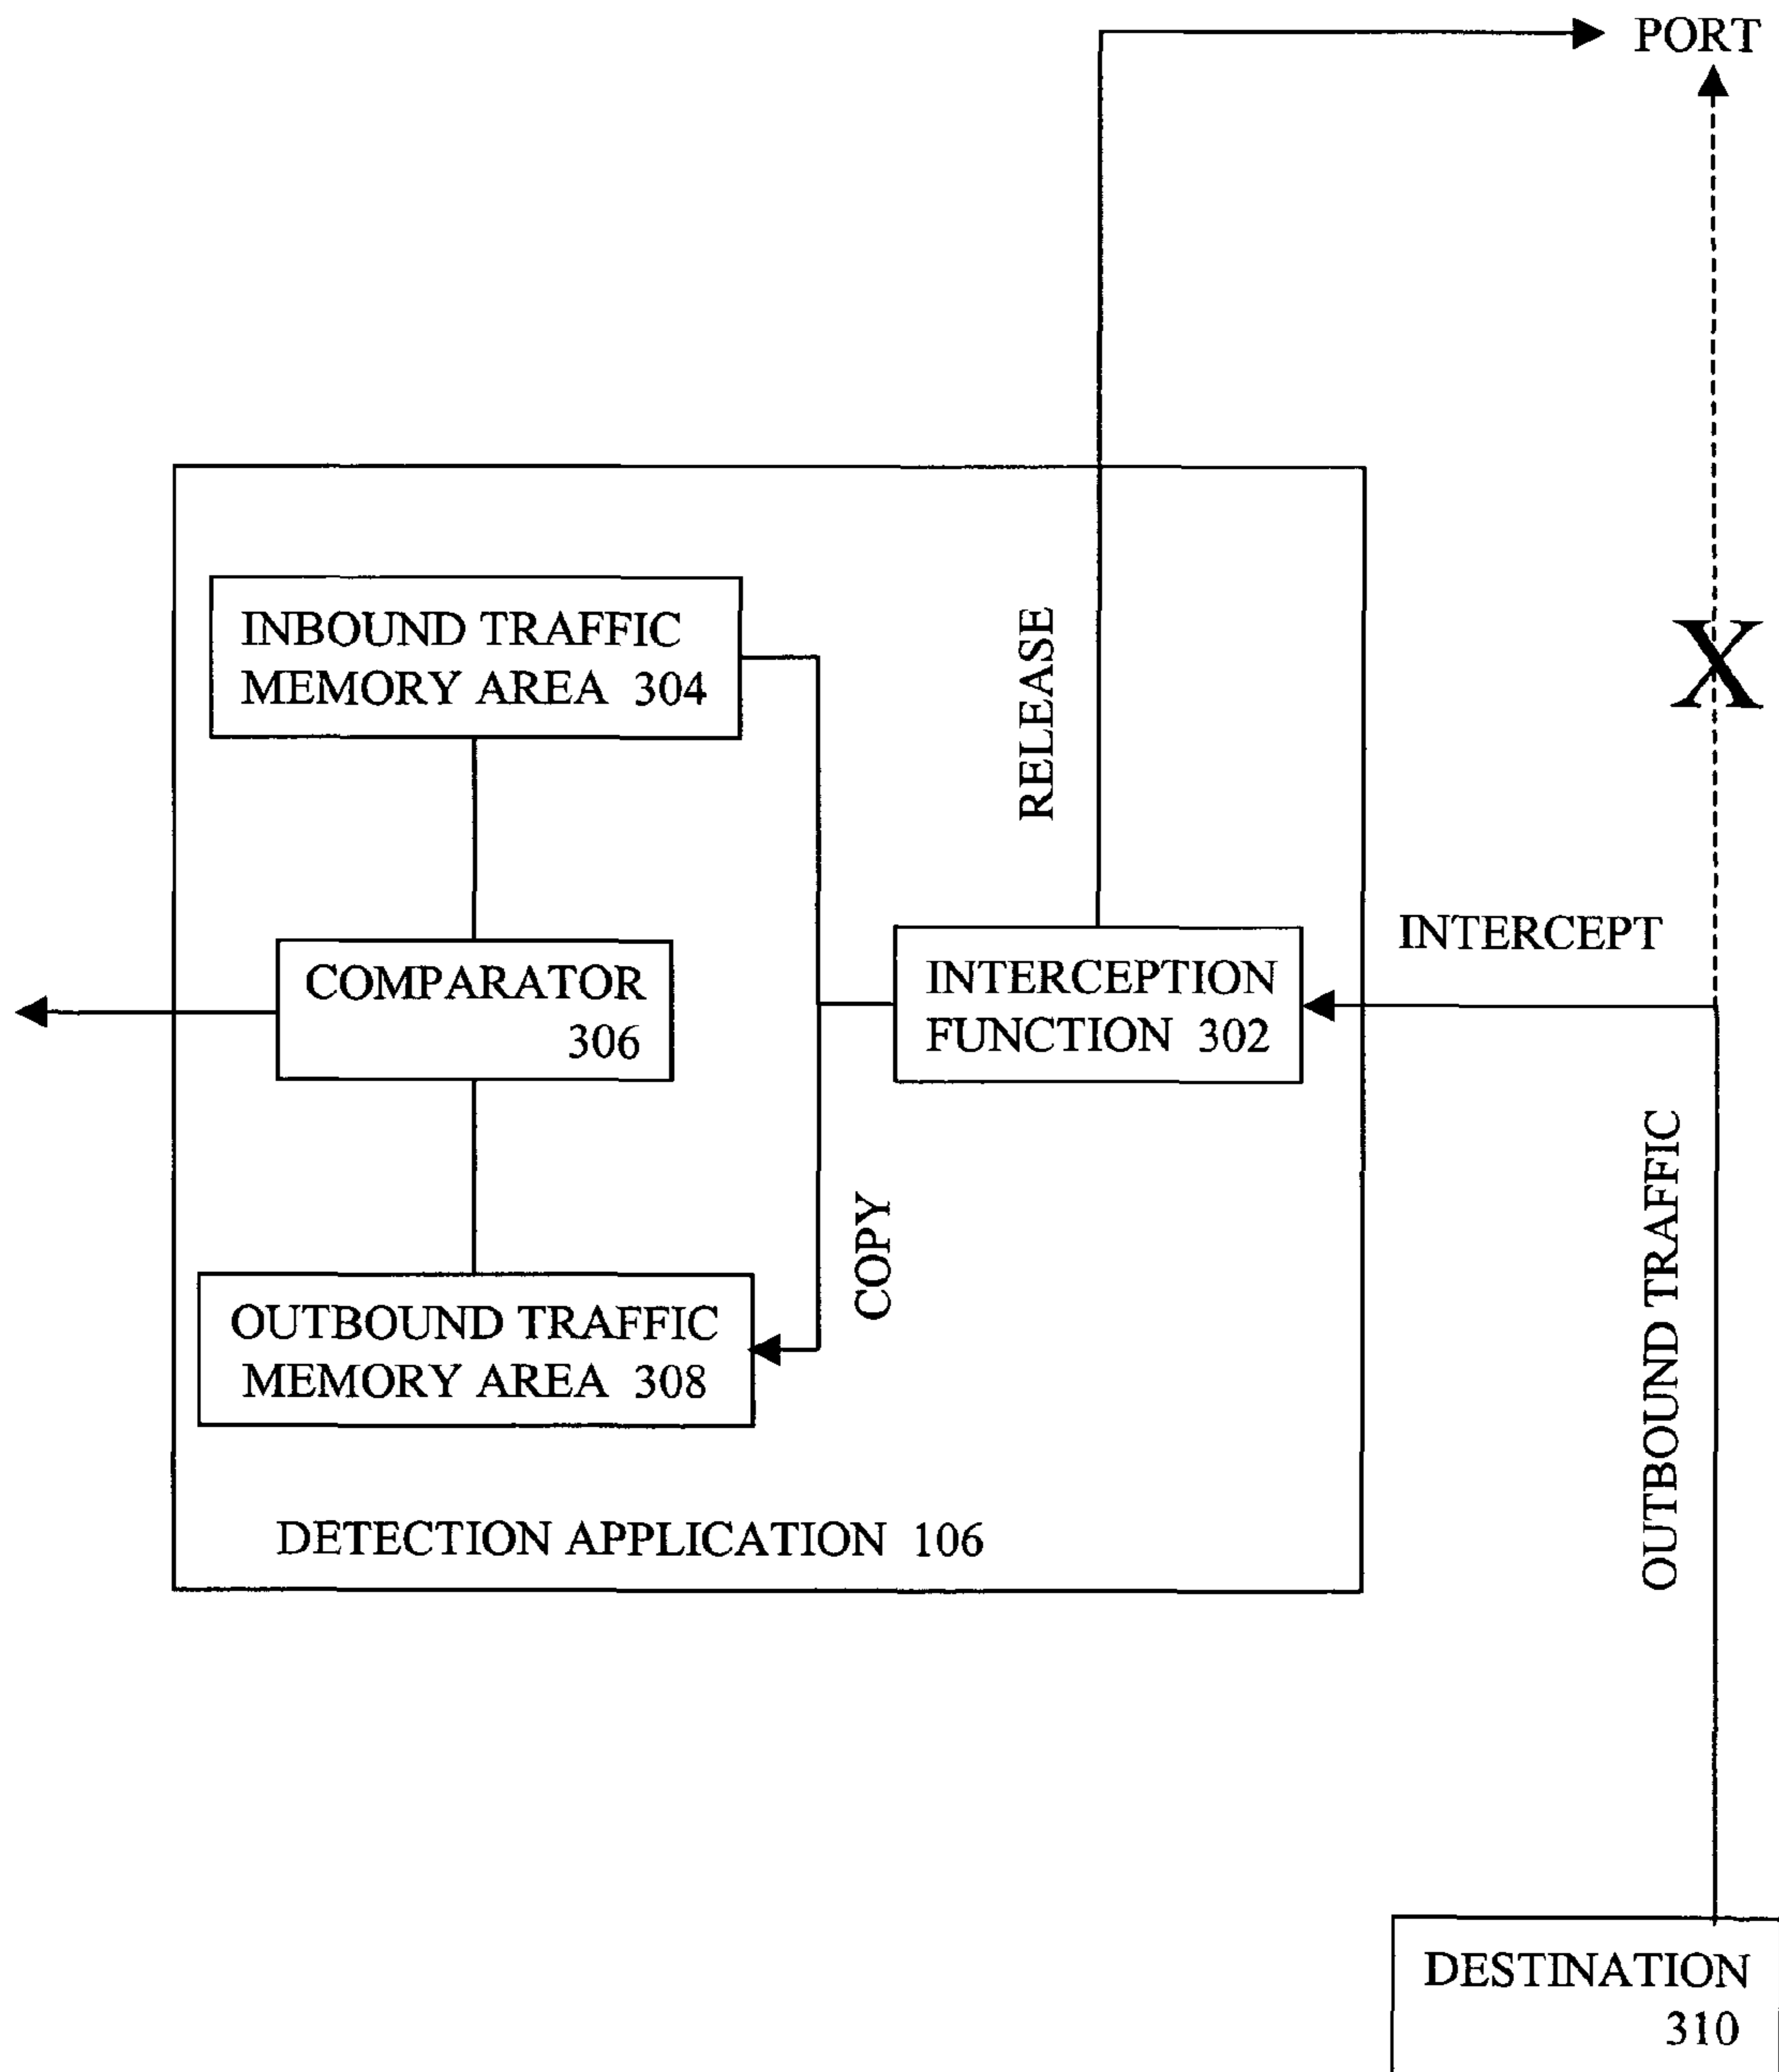 PORT
INBOUND TRAFFIC
MEMORY AREA 304
RELEASE
X
INTERCEPT
COMPARATOR
306
INTERCEPTION
FUNCTION 302
COPY
OUTBOUND TRAFFIC
OUTBOUND TRAFFIC
MEMORY AREA 308
DETECTION APPLICATION 106
DESTINATION
310